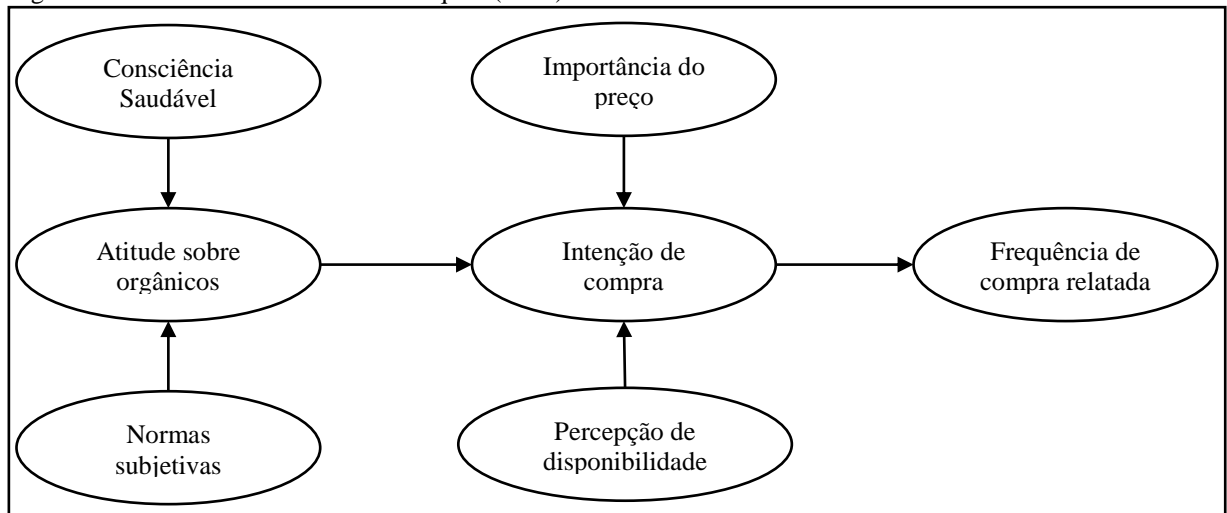 Consciência
Saudável
Importância do
preço
Atitude sobre
orgânicos
Intenção de
compra
Frequência de
compra relatada
Normas
subjetivas
Percepção de
disponibilidade